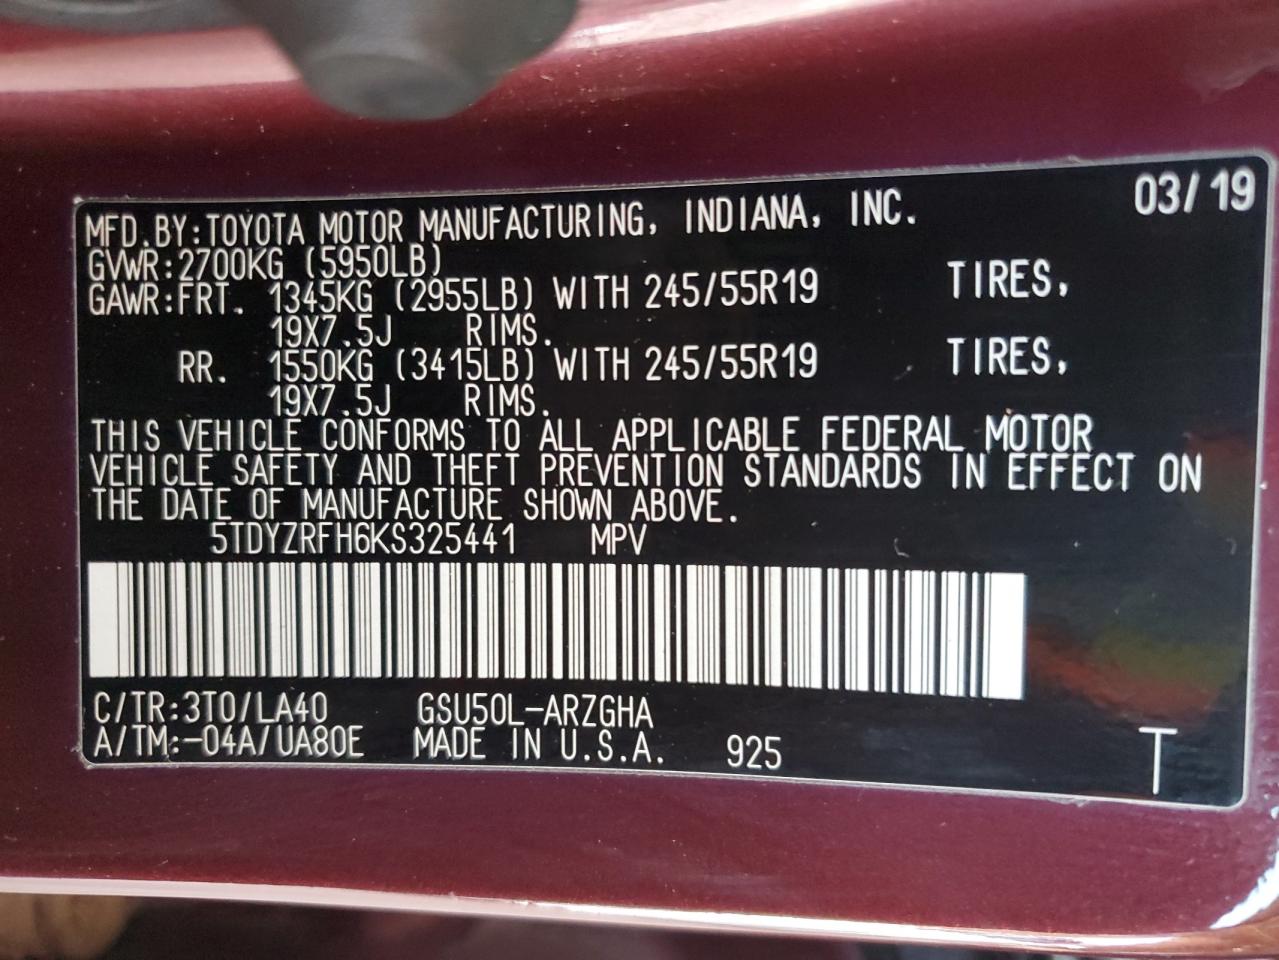 03/19
MFD.BY:TOYOTA MOTOR MANUFACTURING, INDIANA, INC.
GVWR:2700KG (5950LB)
GAWR:FRT. 1345KG (2955LB) WITH 245/55R19 TIRES,
19X7.5J RIMS.
RR. 1550KG (3415LB) WITH 245/55R19 TIRES,
19X7.5J RIMS.
THIS VEHICLE CONFORMS TO ALL APPLICABLE FEDERAL MOTOR
VEHICLE SAFETY AND THEFT PREVENTION STANDARDS IN EFFECT ON
THE DATE OF MANUFACTURE SHOWN ABOVE.
5TDYZRFH6KS325441 MPV
C/TR:3T0/LA40 GSU50L-ARZGHA
A/TM:-04A/UA80E MADE IN U.S.A. 925
T